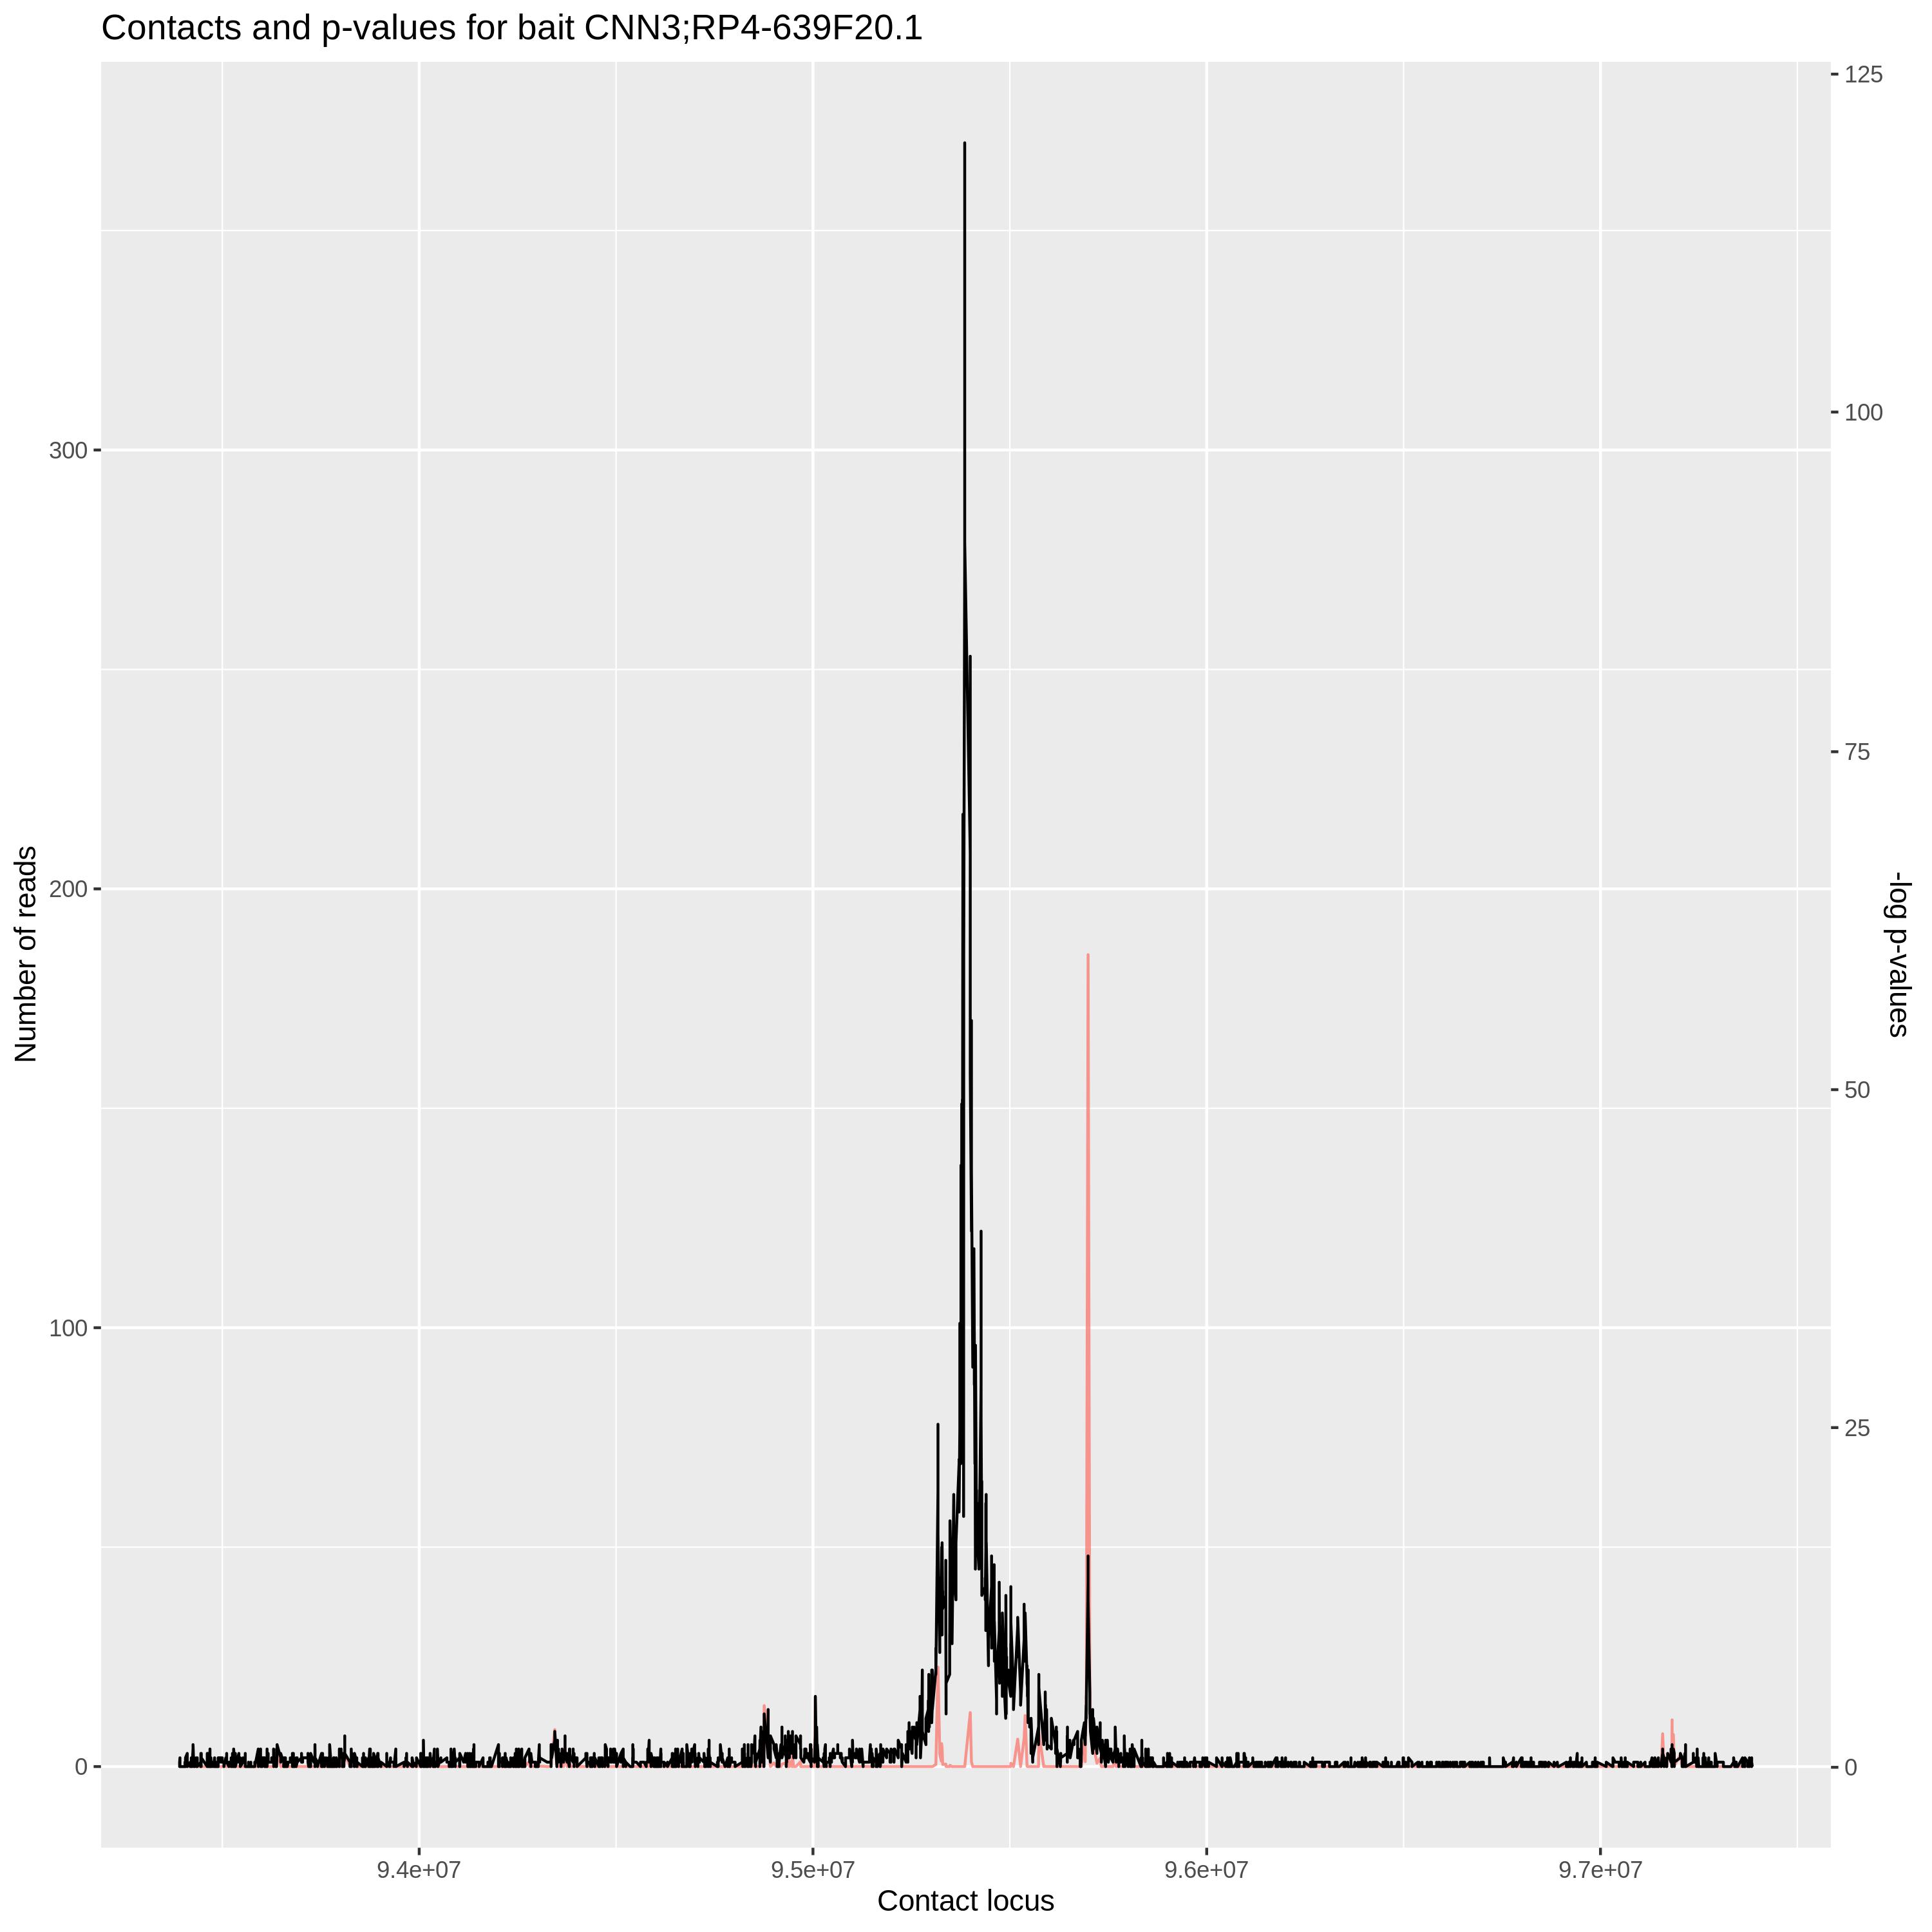 Contacts and p-values for bait CNN3;RP4-639F20.1
125
100
75
50
25
0
-log p-values
300
200
100
0
Number of reads
9.4e+07 9.5e+07 9.6e+07 9.7e+07
Contact locus